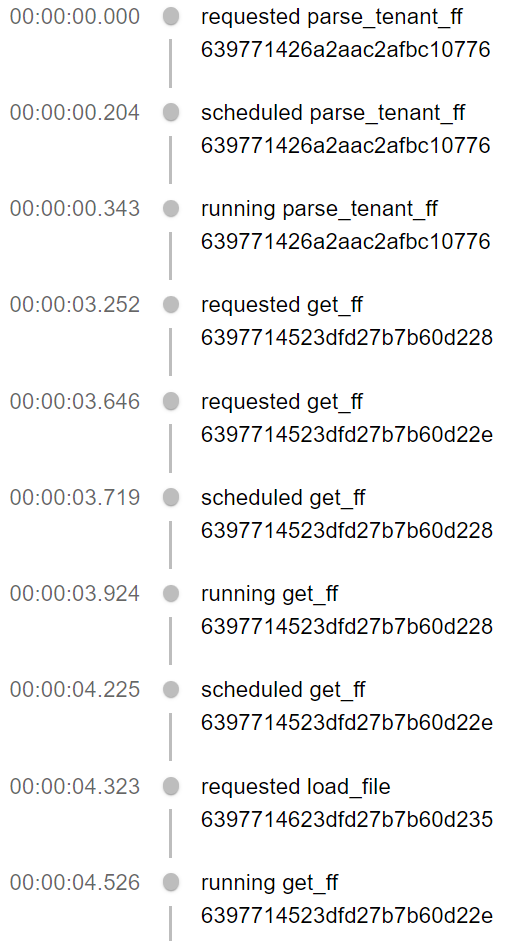 00:00:00.000 requested parse_tenant_ff
639771426a2aac2afbc10776
00:00:00.204 scheduled parse_tenant_ff
639771426a2aac2afbc10776
00:00:00.343 running parse_tenant_ff
639771426a2aac2afbc10776
00:00:03.252 requested get_ff
6397714523dfd27b7b60d228
00:00:03.646 requested get_ff
6397714523dfd27b7b60d22e
00:00:03.719 scheduled get_ff
6397714523dfd27b7b60d228
00:00:03.924 running get_ff
6397714523dfd27b7b60d228
00:00:04.225 scheduled get_ff
6397714523dfd27b7b60d22e
00:00:04.323 requested load_file
6397714623dfd27b7b60d235
00:00:04.526 running get_ff
6397714523dfd27b7b60d22e